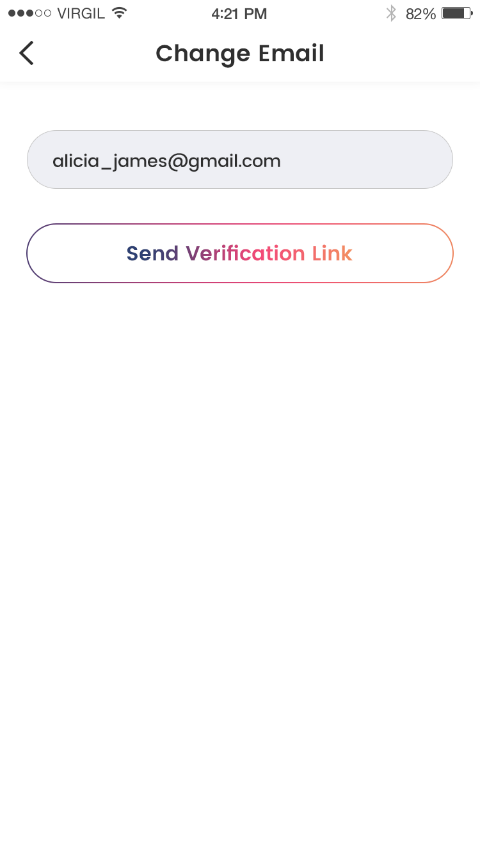 VIRGIL 4:21 PM 82%
Change Email
alicia_james@gmail.com
Send Verification Link